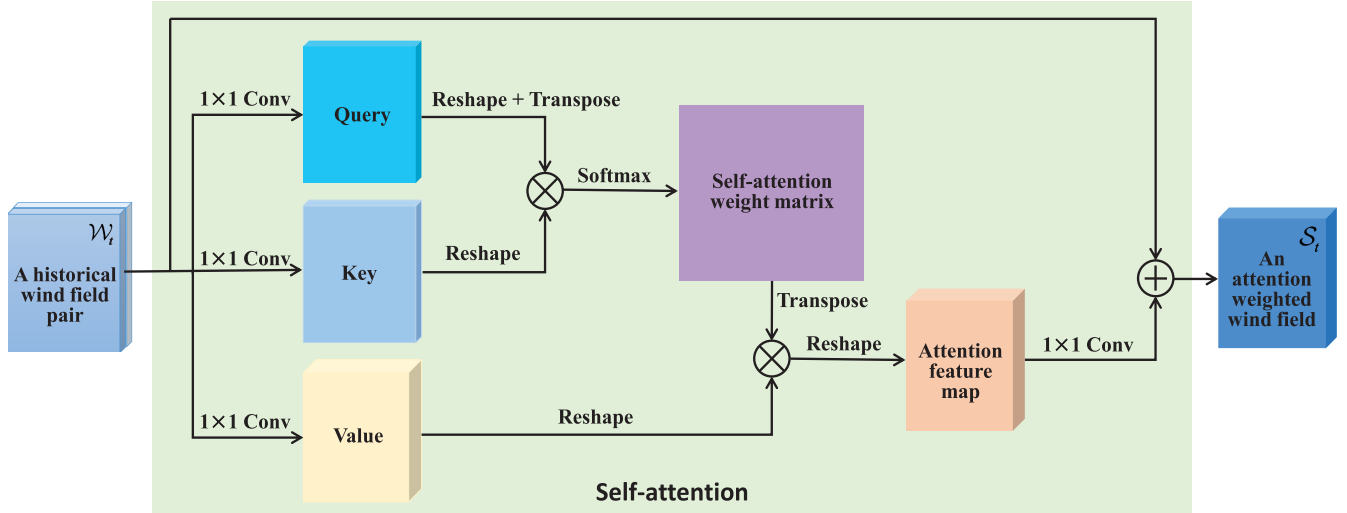 𝒲ₜ
A historical
wind field
pair
1×1 Conv
Query
Reshape + Transpose
1×1 Conv
Key
Reshape
1×1 Conv
Value
Reshape
Softmax
Self-attention
weight matrix
Transpose
Reshape
Attention
feature
map
1×1 Conv
𝒮ₜ
An
attention
weighted
wind field
Self-attention